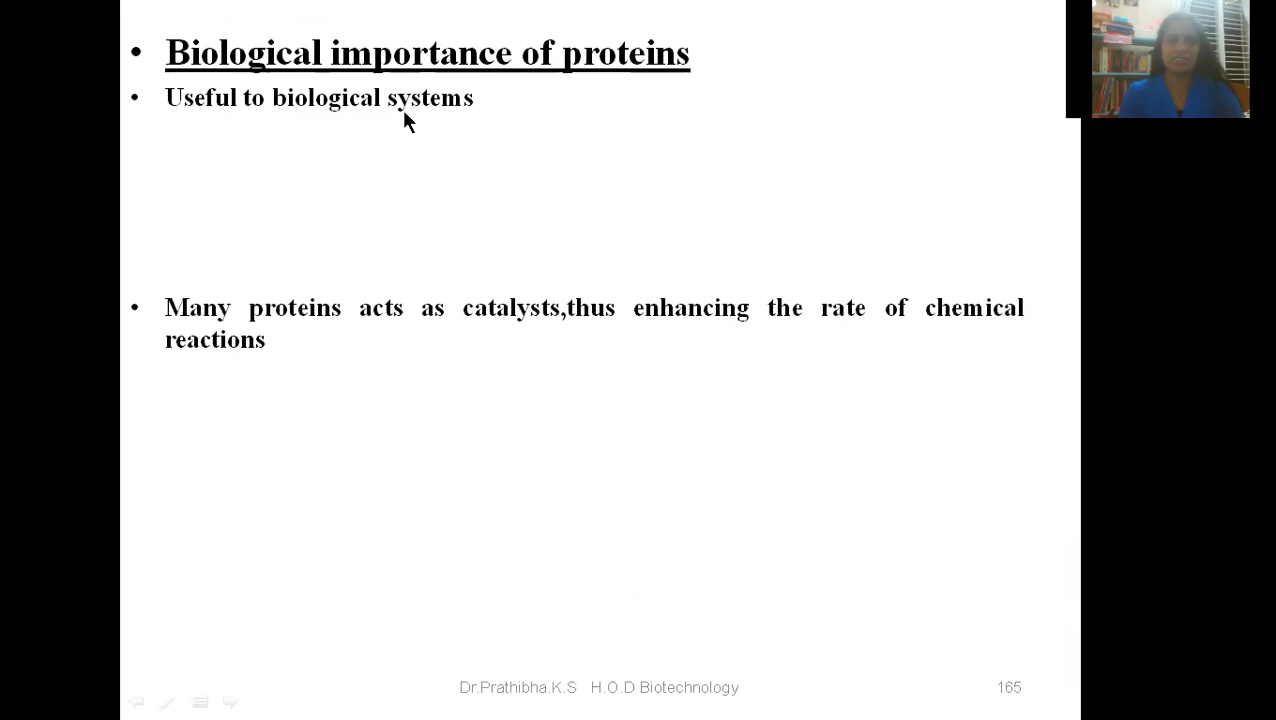 • Biological importance of proteins
• Useful to biological systems
• Many proteins acts as catalysts,thus enhancing the rate of chemical
reactions
Dr.Prathibha.K.S H.O.D Biotechnology 165